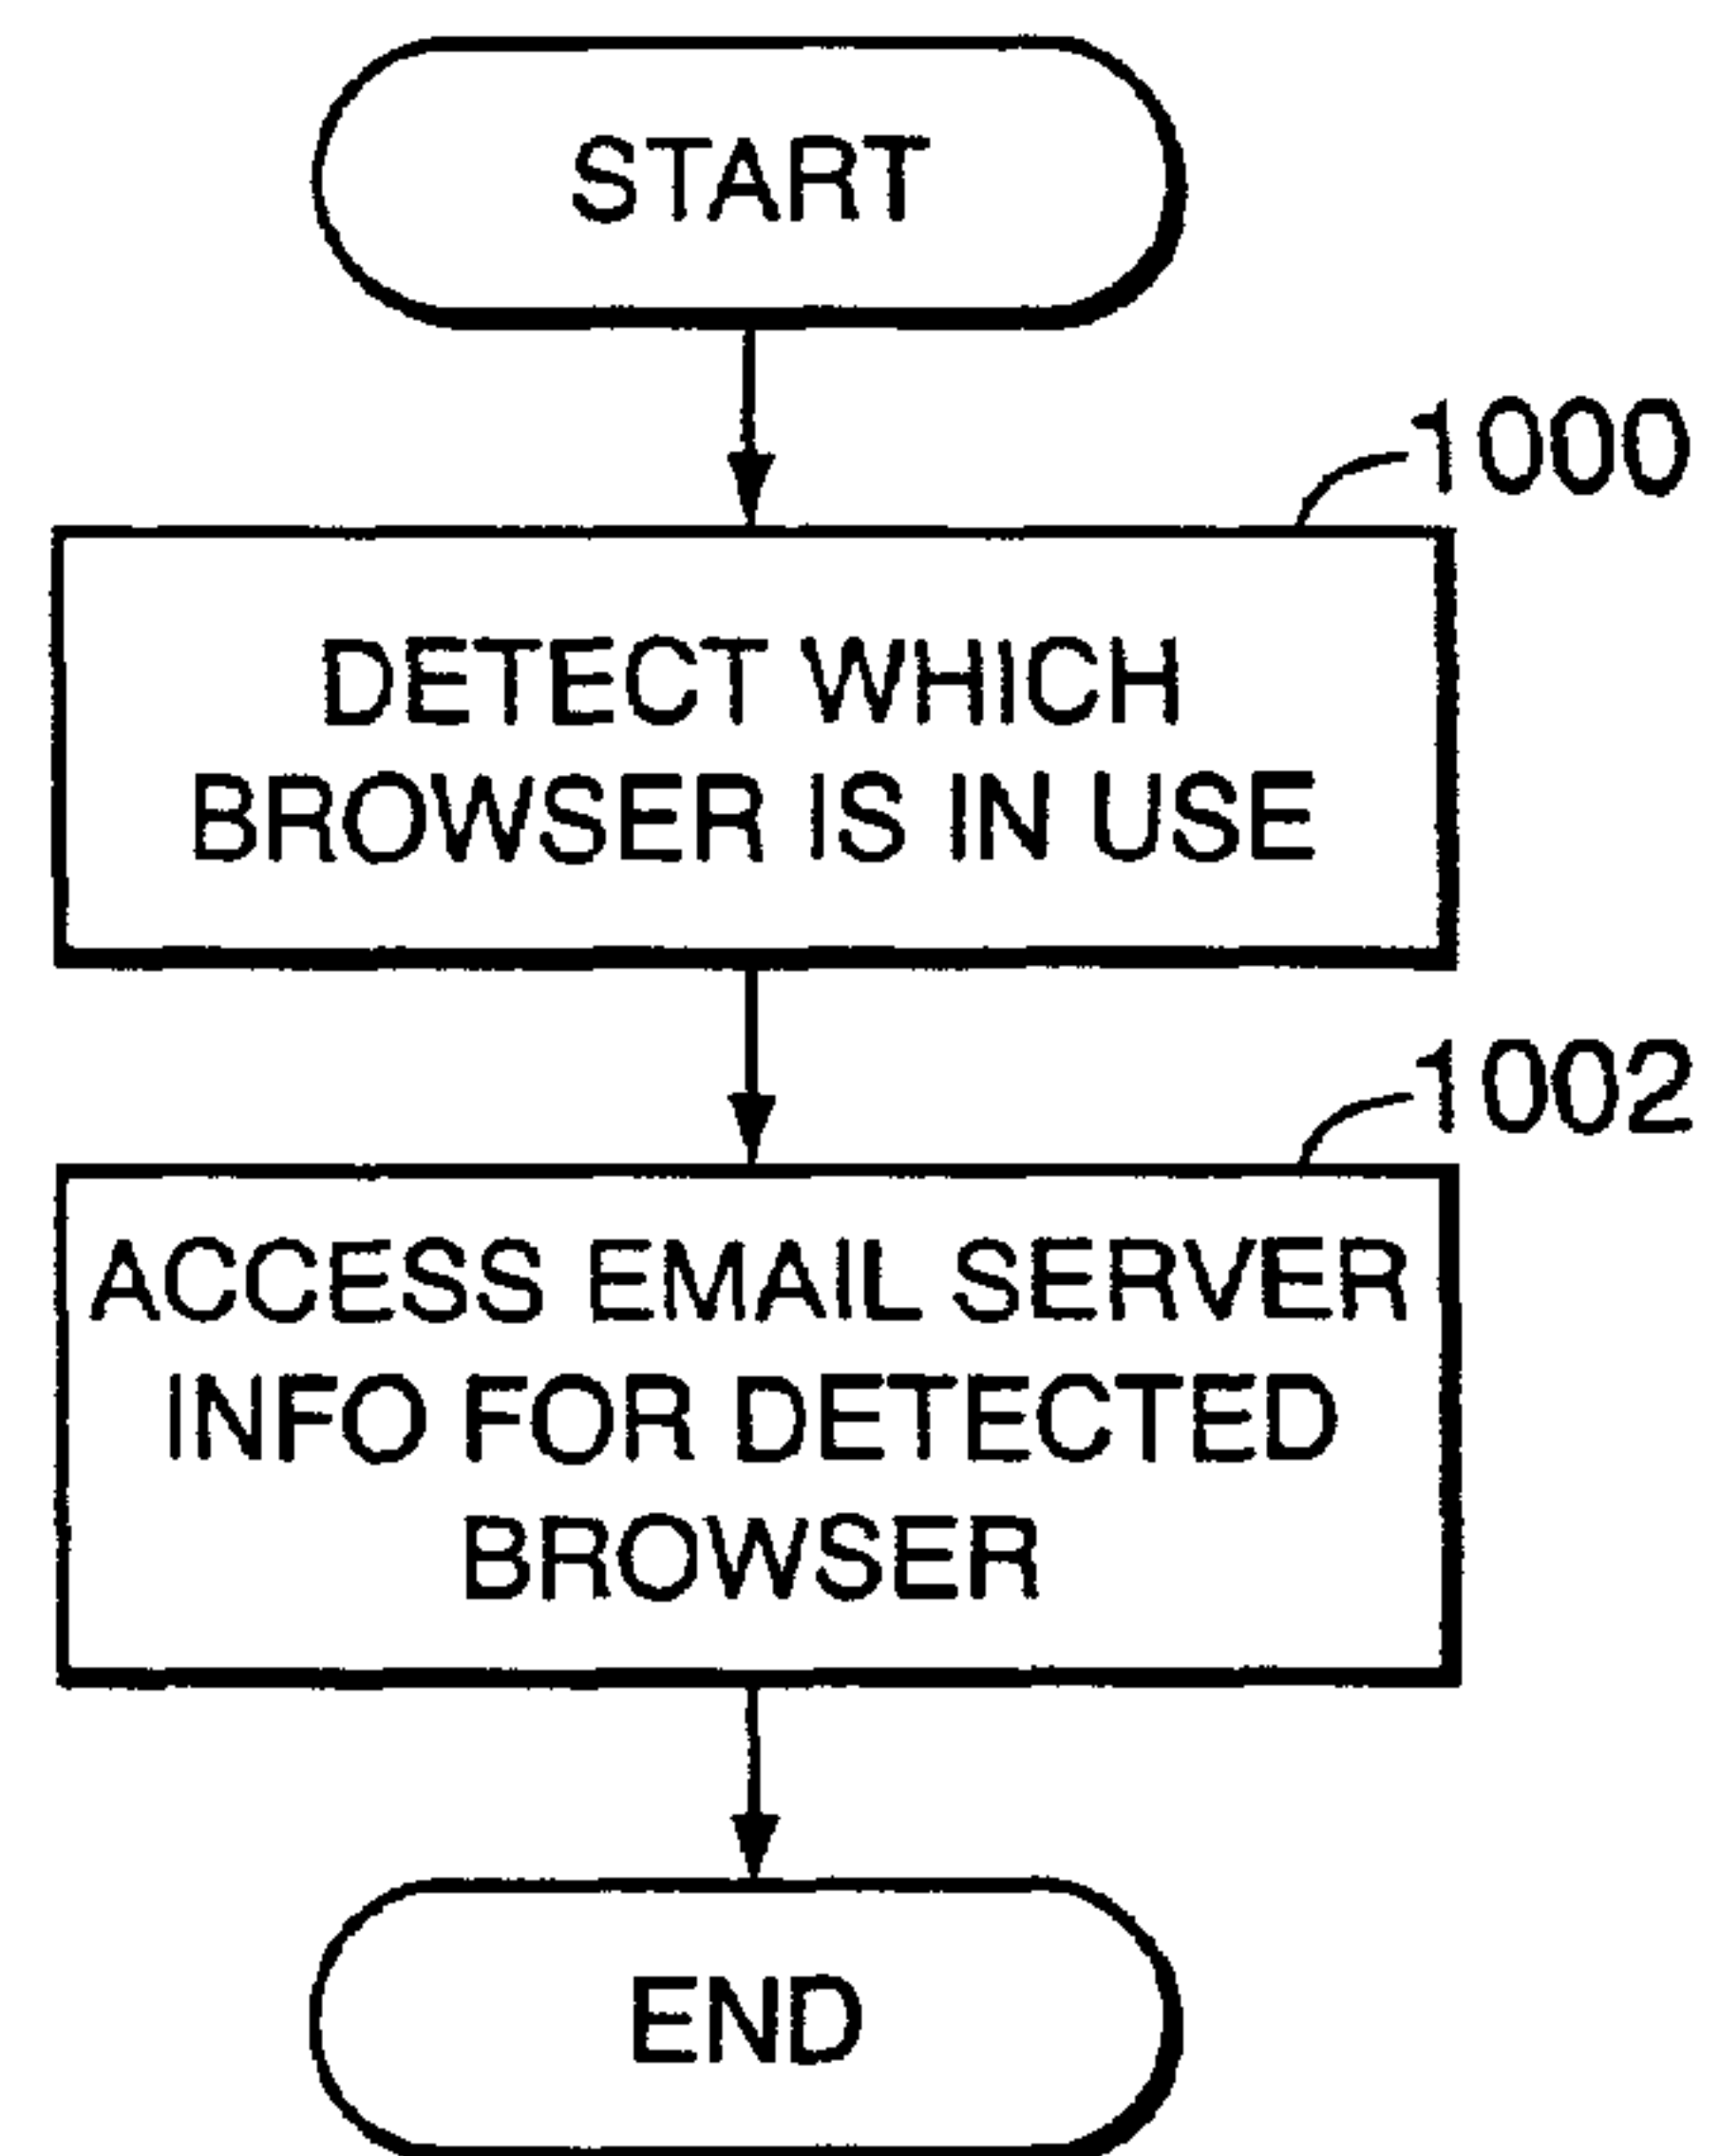 START
1000
DETECT WHICH
BROWSER IS IN USE
1002
ACCESS EMAIL SERVER
INFO FOR DETECTED
BROWSER
END